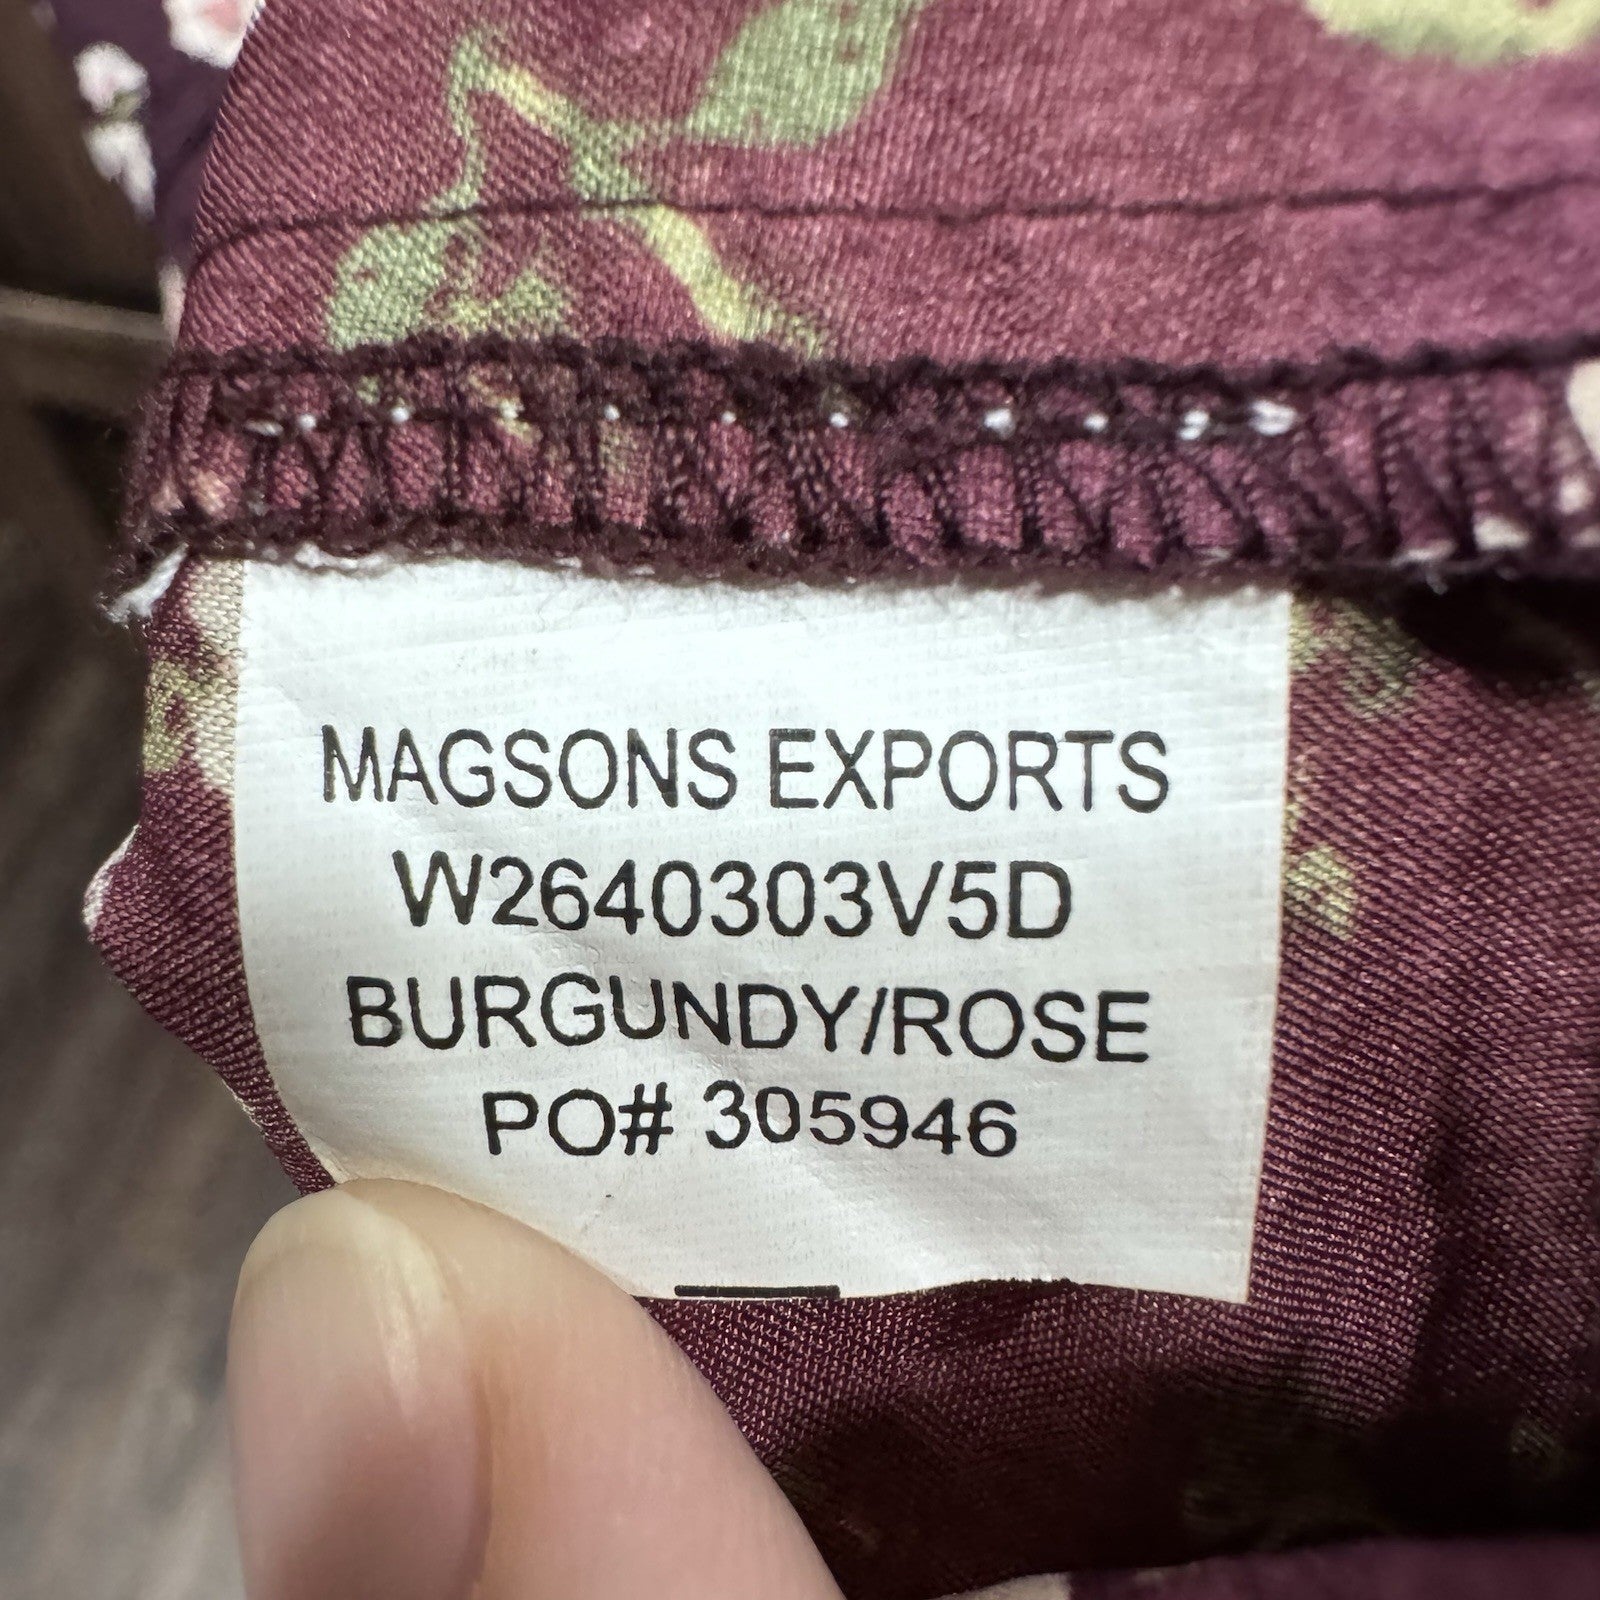 MAGSONS EXPORTS
W2640303V5D
BURGUNDY/ROSE
PO# 305946